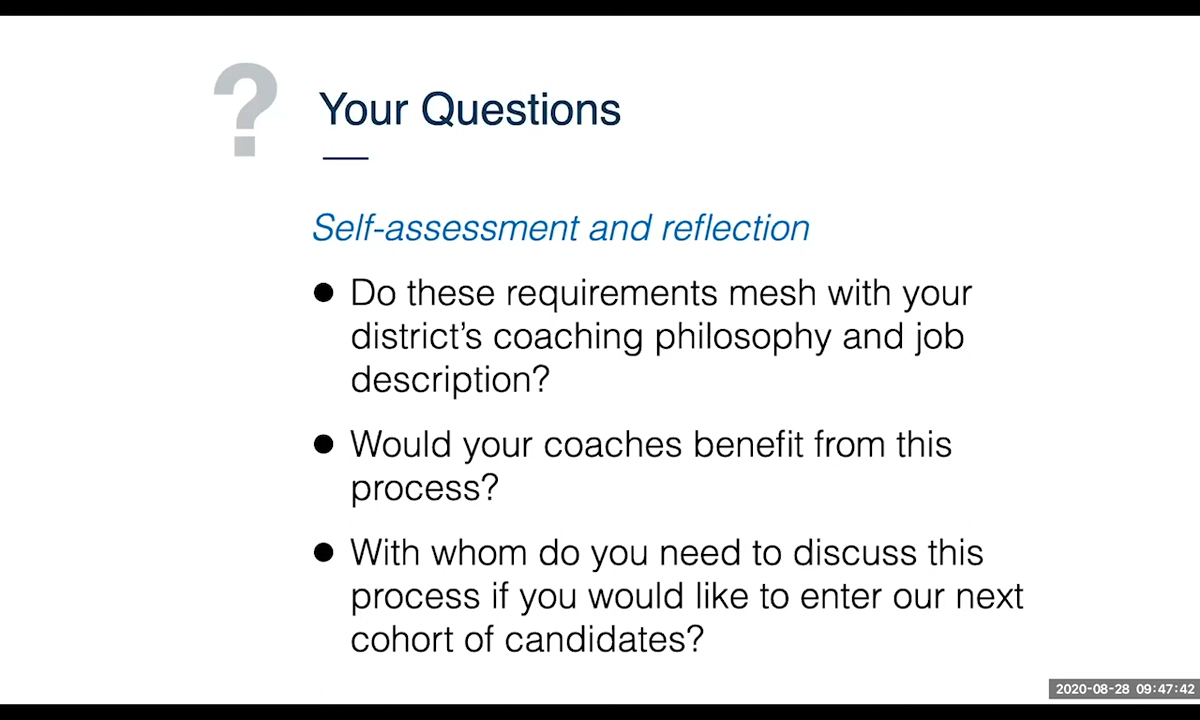 ?
Your Questions
Self-assessment and reflection
● Do these requirements mesh with your
district’s coaching philosophy and job
description?
● Would your coaches benefit from this
process?
● With whom do you need to discuss this
process if you would like to enter our next
cohort of candidates?
2020-08-28 09:47:42